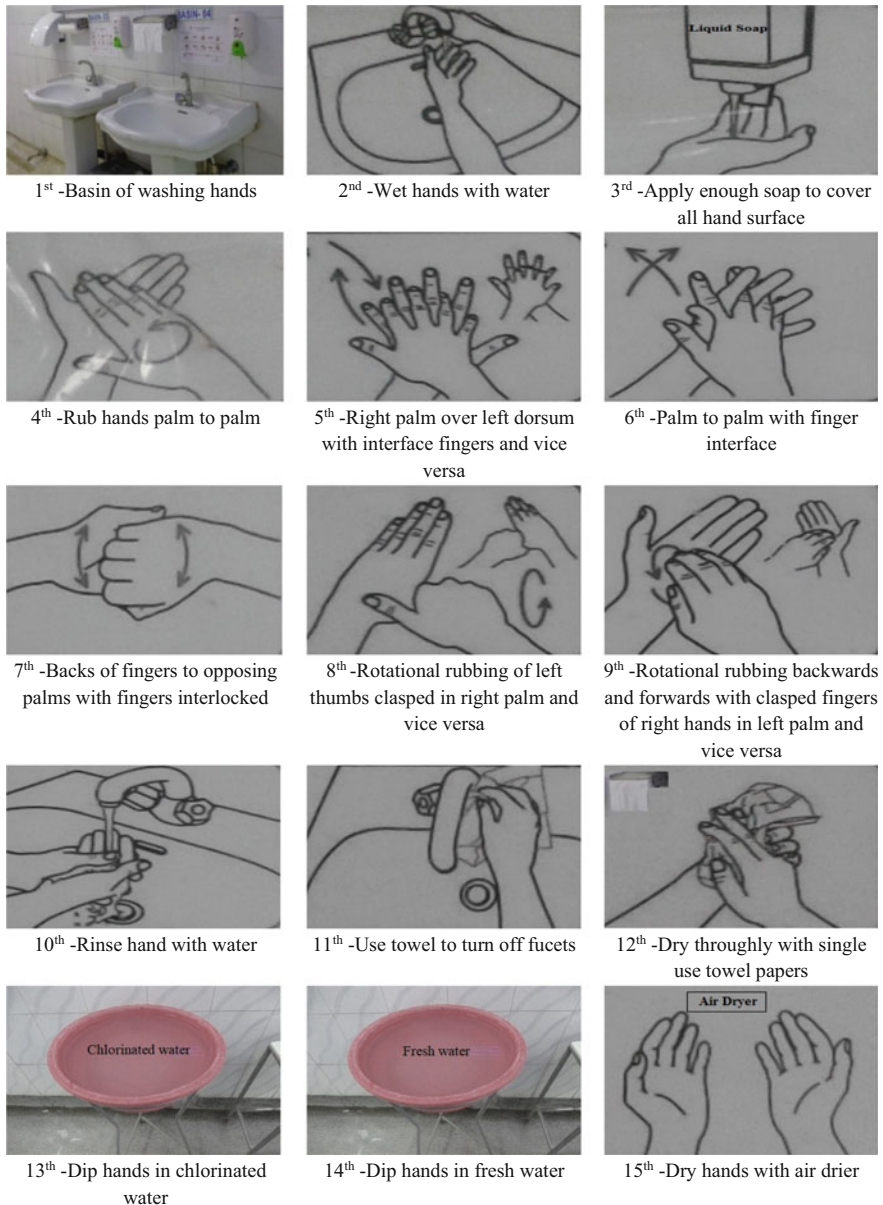 BASIN- 04
Liquid Soap
1st -Basin of washing hands
2nd -Wet hands with water
3rd -Apply enough soap to cover
all hand surface
4th -Rub hands palm to palm
5th -Right palm over left dorsum
with interface fingers and vice
versa
6th -Palm to palm with finger
interface
7th -Backs of fingers to opposing
palms with fingers interlocked
8th -Rotational rubbing of left
thumbs clasped in right palm and
vice versa
9th -Rotational rubbing backwards
and forwards with clasped fingers
of right hands in left palm and
vice versa
10th -Rinse hand with water
11th -Use towel to turn off fucets
12th -Dry throughly with single
use towel papers
Chlorinated water
Fresh water
Air Dryer
13th -Dip hands in chlorinated
water
14th -Dip hands in fresh water
15th -Dry hands with air drier